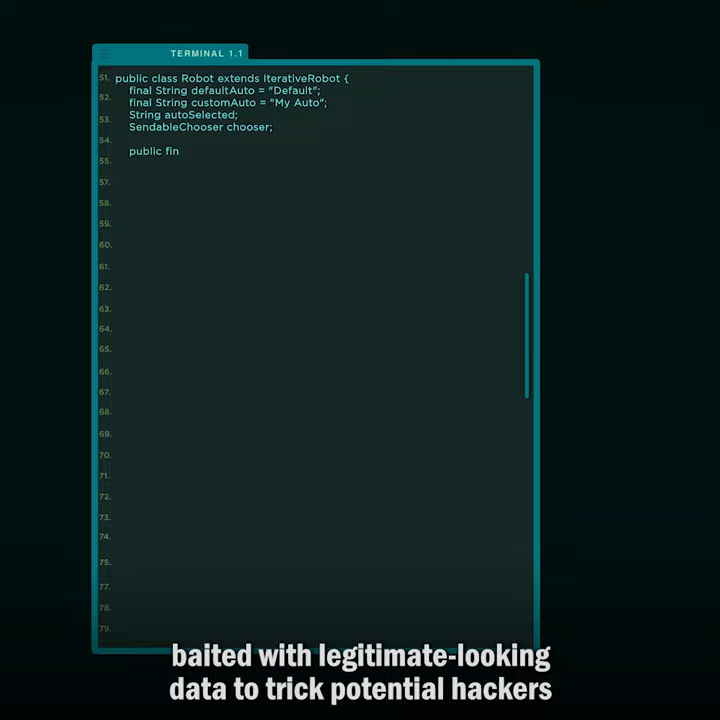 TERMINAL 1.1
51. public class Robot extends IterativeRobot {
52. final String defaultAuto = "Default";
final String customAuto = "My Auto";
53. String autoSelected;
SendableChooser chooser;
54.
55. public fin
57.
58.
59.
60.
61.
62.
63.
64.
65.
66.
67.
68.
69.
70.
71.
72.
73.
74.
75.
77.
78.
79.
baited with legitimate-looking
data to trick potential hackers